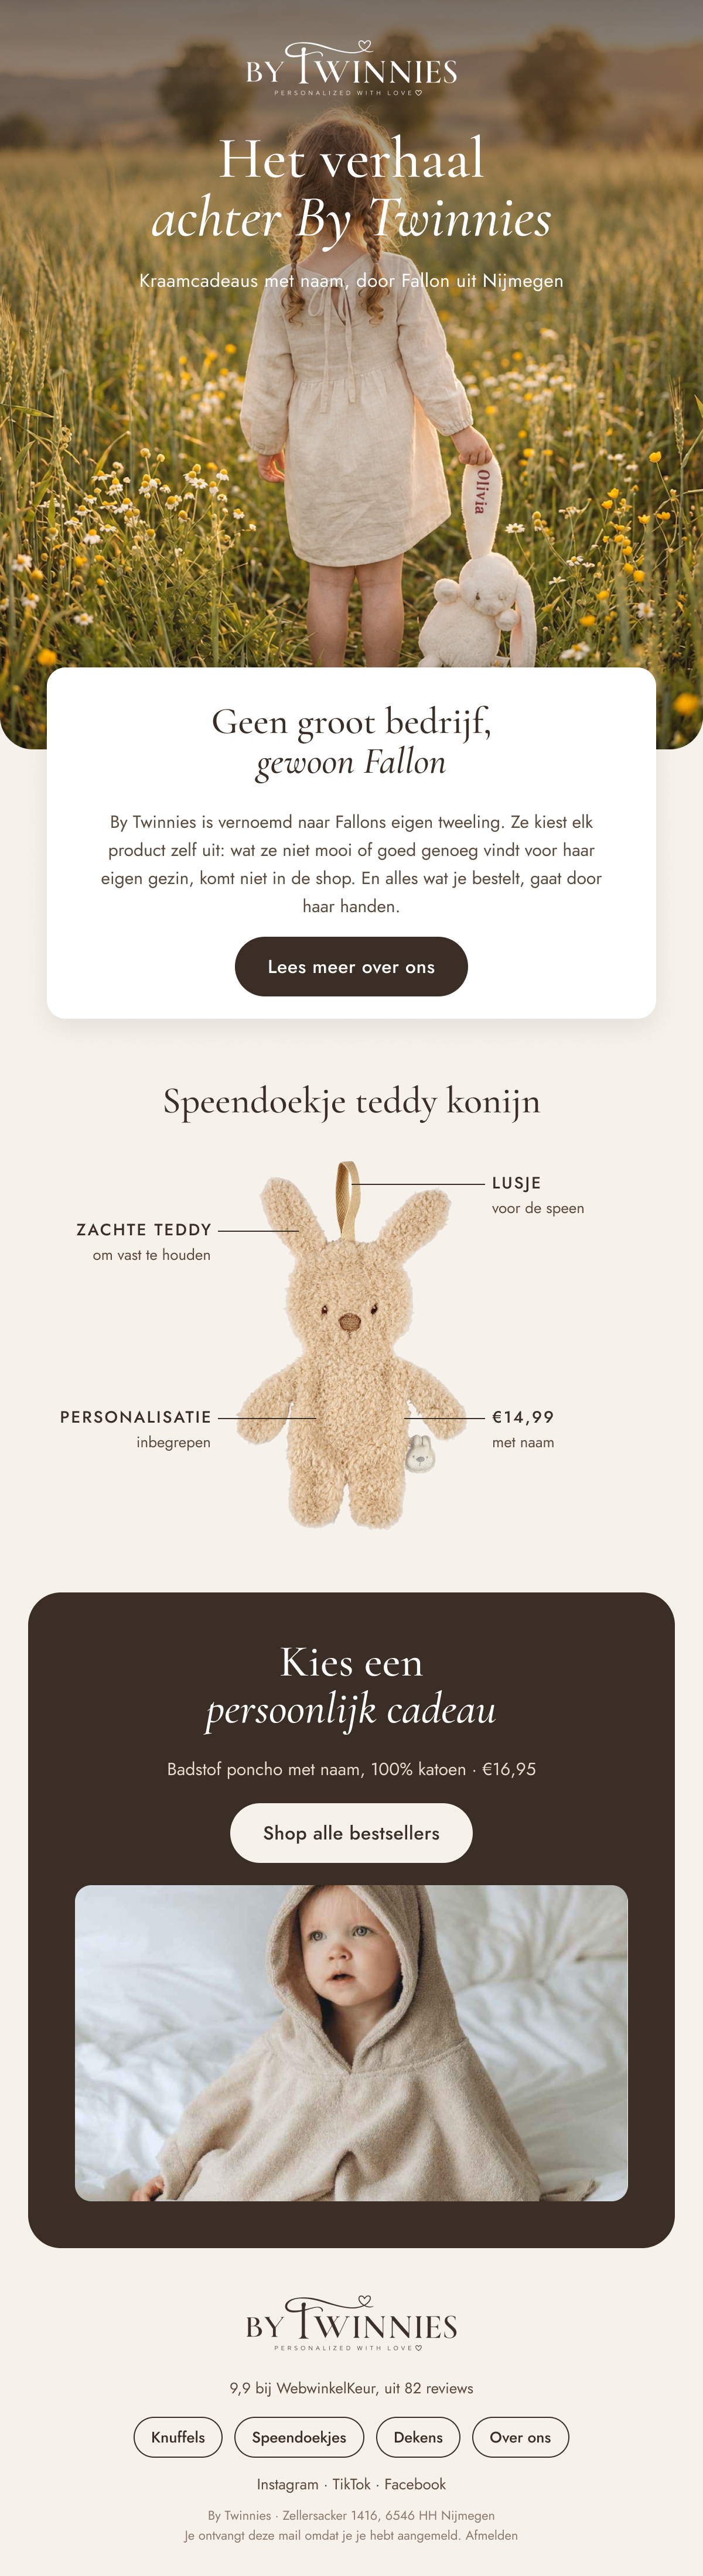 BY TWINNIES
PERSONALIZED WITH LOVE
Het verhaal
achter By Twinnies
Kraamcadeaus met naam, door Fallon uit Nijmegen
Olivia
Geen groot bedrijf,
gewoon Fallon
By Twinnies is vernoemd naar Fallons eigen tweeling. Ze kiest elk
product zelf uit: wat ze niet mooi of goed genoeg vindt voor haar
eigen gezin, komt niet in de shop. En alles wat je bestelt, gaat door
haar handen.
Lees meer over ons
Speendoekje teddy konijn
LUSJE
voor de speen
ZACHTE TEDDY
om vast te houden
PERSONALISATIE
inbegrepen
€14,99
met naam
Kies een
persoonlijk cadeau
Badstof poncho met naam, 100% katoen · €16,95
Shop alle bestsellers
BY TWINNIES
PERSONALIZED WITH LOVE
9,9 bij WebwinkelKeur, uit 82 reviews
Knuffels Speendoekjes Dekens Over ons
Instagram · TikTok · Facebook
By Twinnies · Zellersacker 1416, 6546 HH Nijmegen
Je ontvangt deze mail omdat je je hebt aangemeld. Afmelden